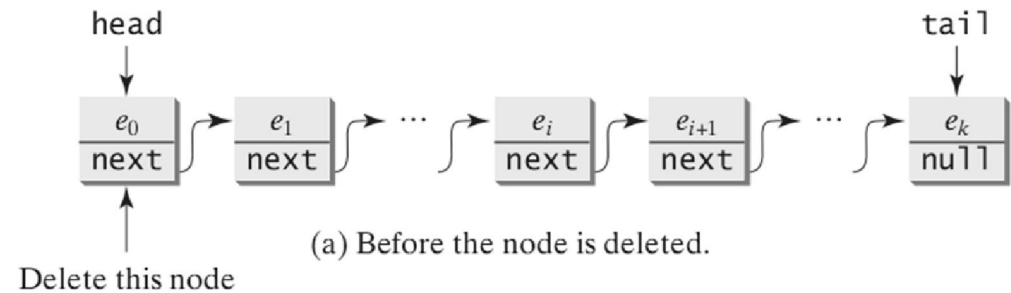 head tail
e₀ e₁ ... eᵢ eᵢ₊₁ ... eₖ
next next next next null
(a) Before the node is deleted.
Delete this node